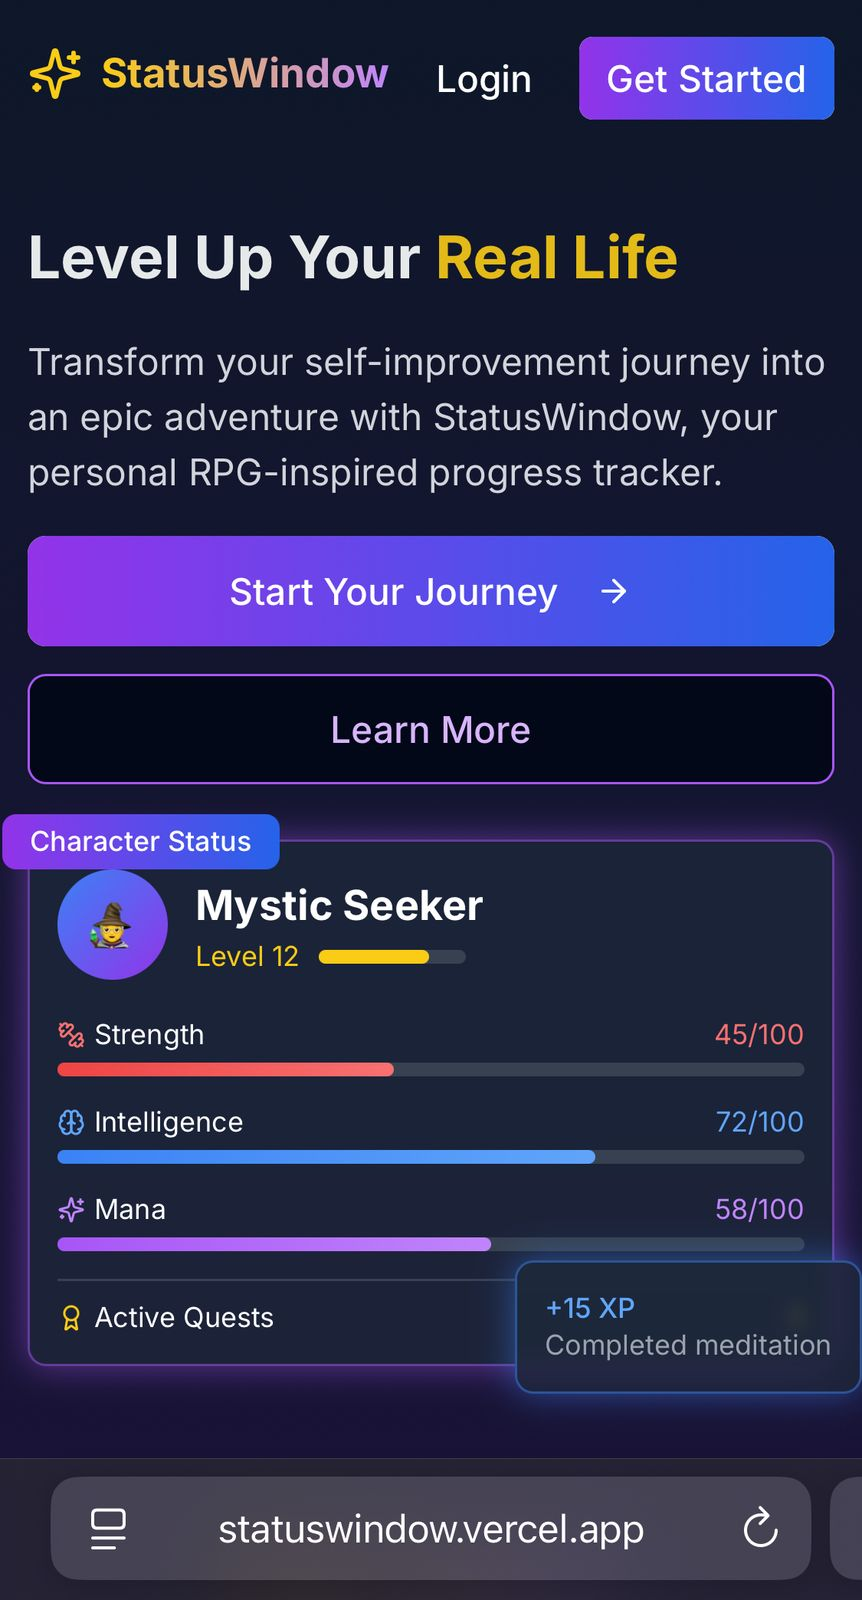 StatusWindow
Login
Get Started
Level Up Your Real Life
Transform your self-improvement journey into
an epic adventure with StatusWindow, your
personal RPG-inspired progress tracker.
Start Your Journey →
Learn More
Character Status
Mystic Seeker
Level 12
Strength 45/100
Intelligence 72/100
Mana 58/100
Active Quests
+15 XP
Completed meditation
statuswindow.vercel.app